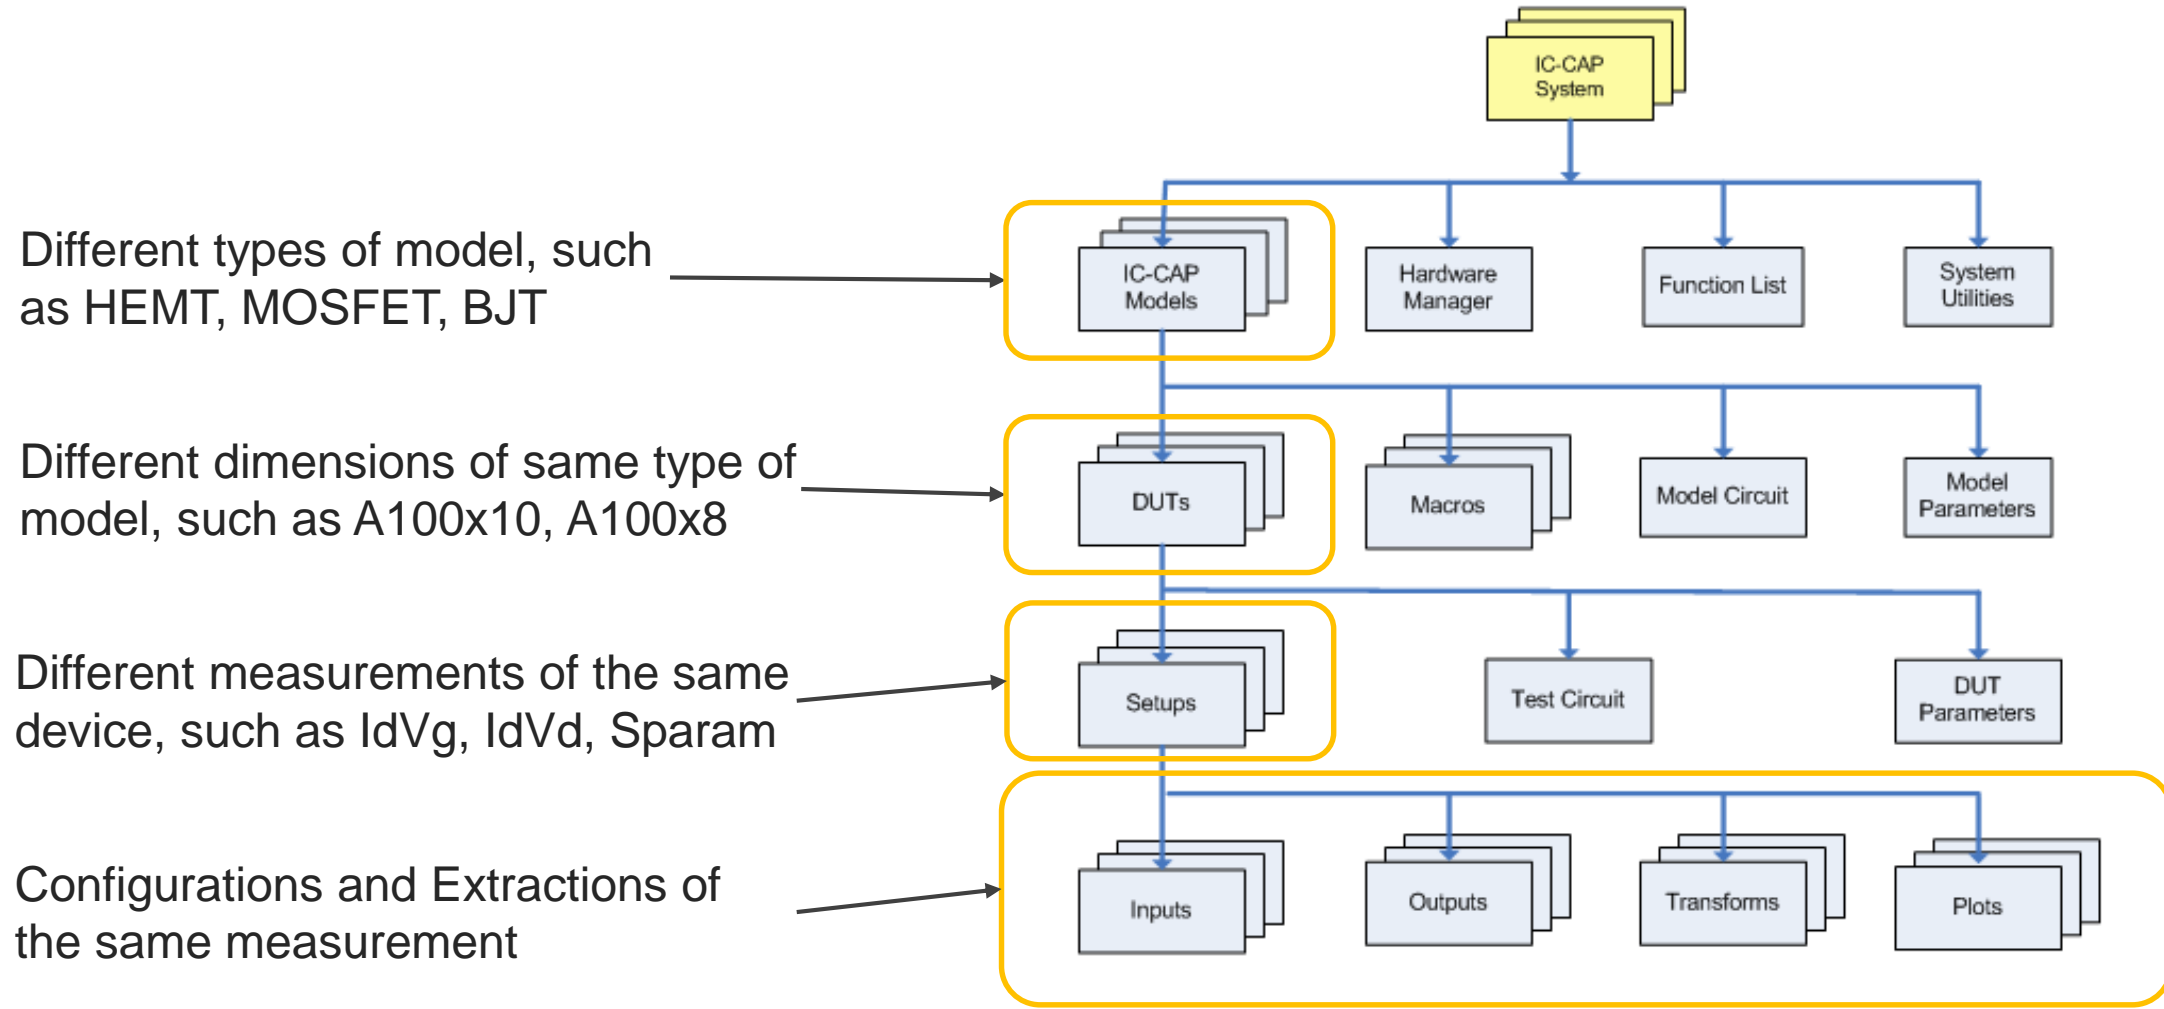 IC-CAP
System
Different types of model, such
as HEMT, MOSFET, BJT
IC-CAP
Models
Hardware
Manager
Function List
System
Utilities
Different dimensions of same type of
model, such as A100x10, A100x8
DUTs
Macros
Model Circuit
Model
Parameters
Different measurements of the same
device, such as IdVg, IdVd, Sparam
Setups
Test Circuit
DUT
Parameters
Configurations and Extractions of
the same measurement
Inputs
Outputs
Transforms
Plots